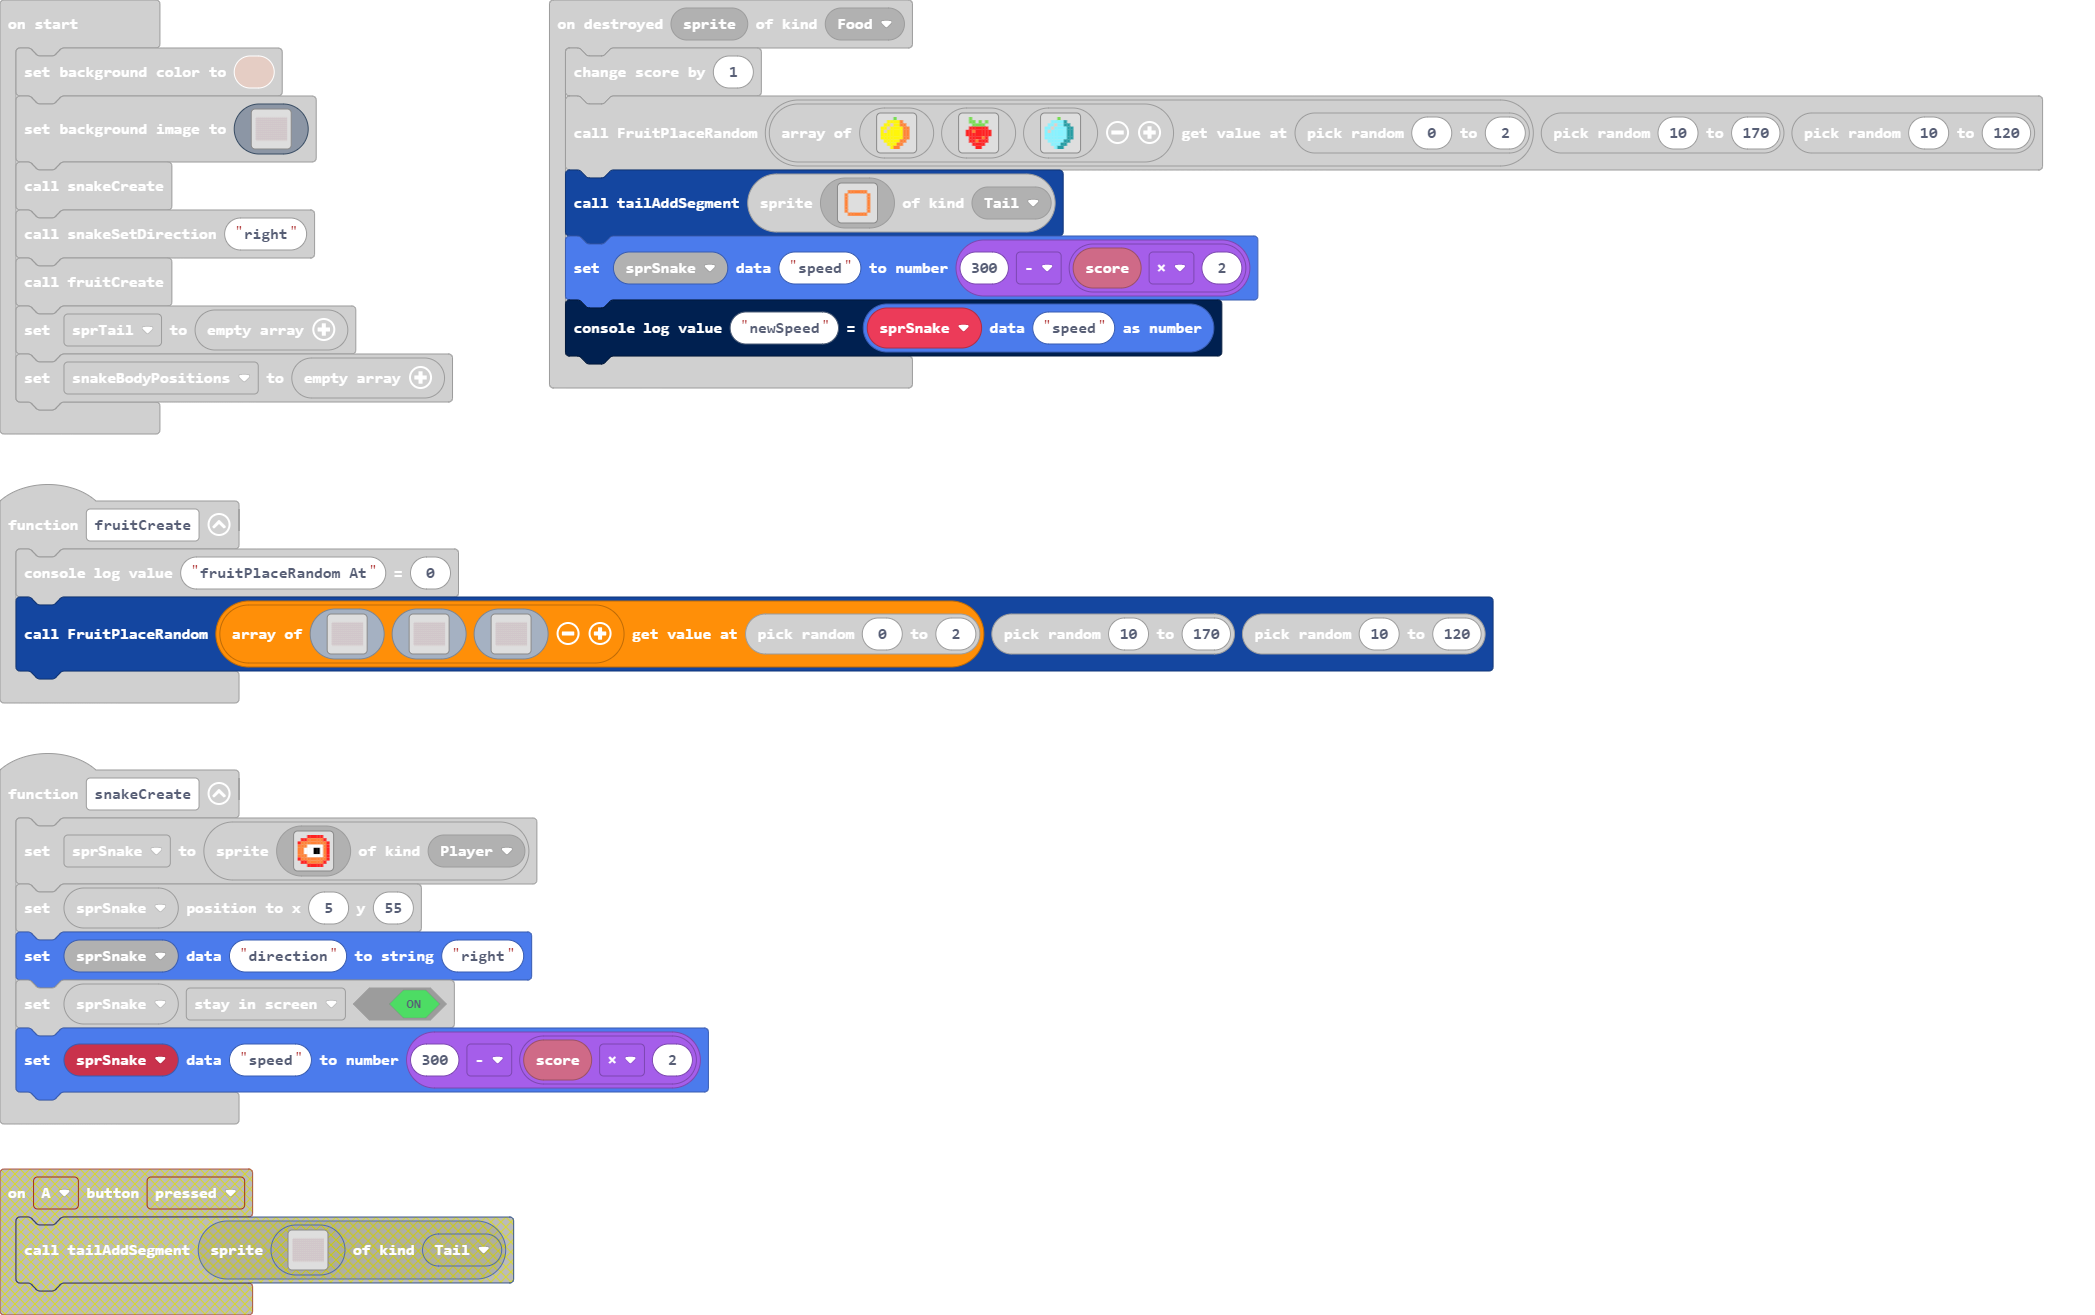 on start
set background color to
set background image to
call snakeCreate
call snakeSetDirection "right"
call fruitCreate
set sprTail to empty array
set snakeBodyPositions to empty array
on destroyed sprite of kind Food
change score by 1
call FruitPlaceRandom array of get value at pick random 0 to 2 pick random 10 to 170 pick random 10 to 120
call tailAddSegment sprite of kind Tail
set sprSnake data "speed" to number 300 - score × 2
console log value "newSpeed" = sprSnake data "speed" as number
function fruitCreate
console log value "fruitPlaceRandom At" = 0
call FruitPlaceRandom array of get value at pick random 0 to 2 pick random 10 to 170 pick random 10 to 120
function snakeCreate
set sprSnake to sprite of kind Player
set sprSnake position to x 5 y 55
set sprSnake data "direction" to string "right"
set sprSnake stay in screen ON
set sprSnake data "speed" to number 300 - score × 2
on A button pressed
call tailAddSegment sprite of kind Tail